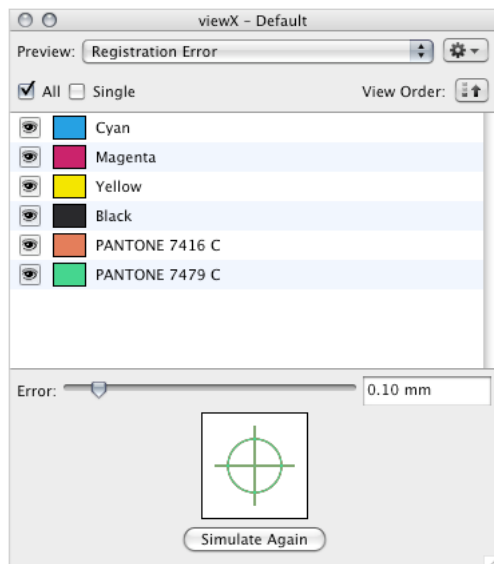 viewX - Default
Preview: Registration Error
All Single View Order:
Cyan
Magenta
Yellow
Black
PANTONE 7416 C
PANTONE 7479 C
Error: 0.10 mm
Simulate Again